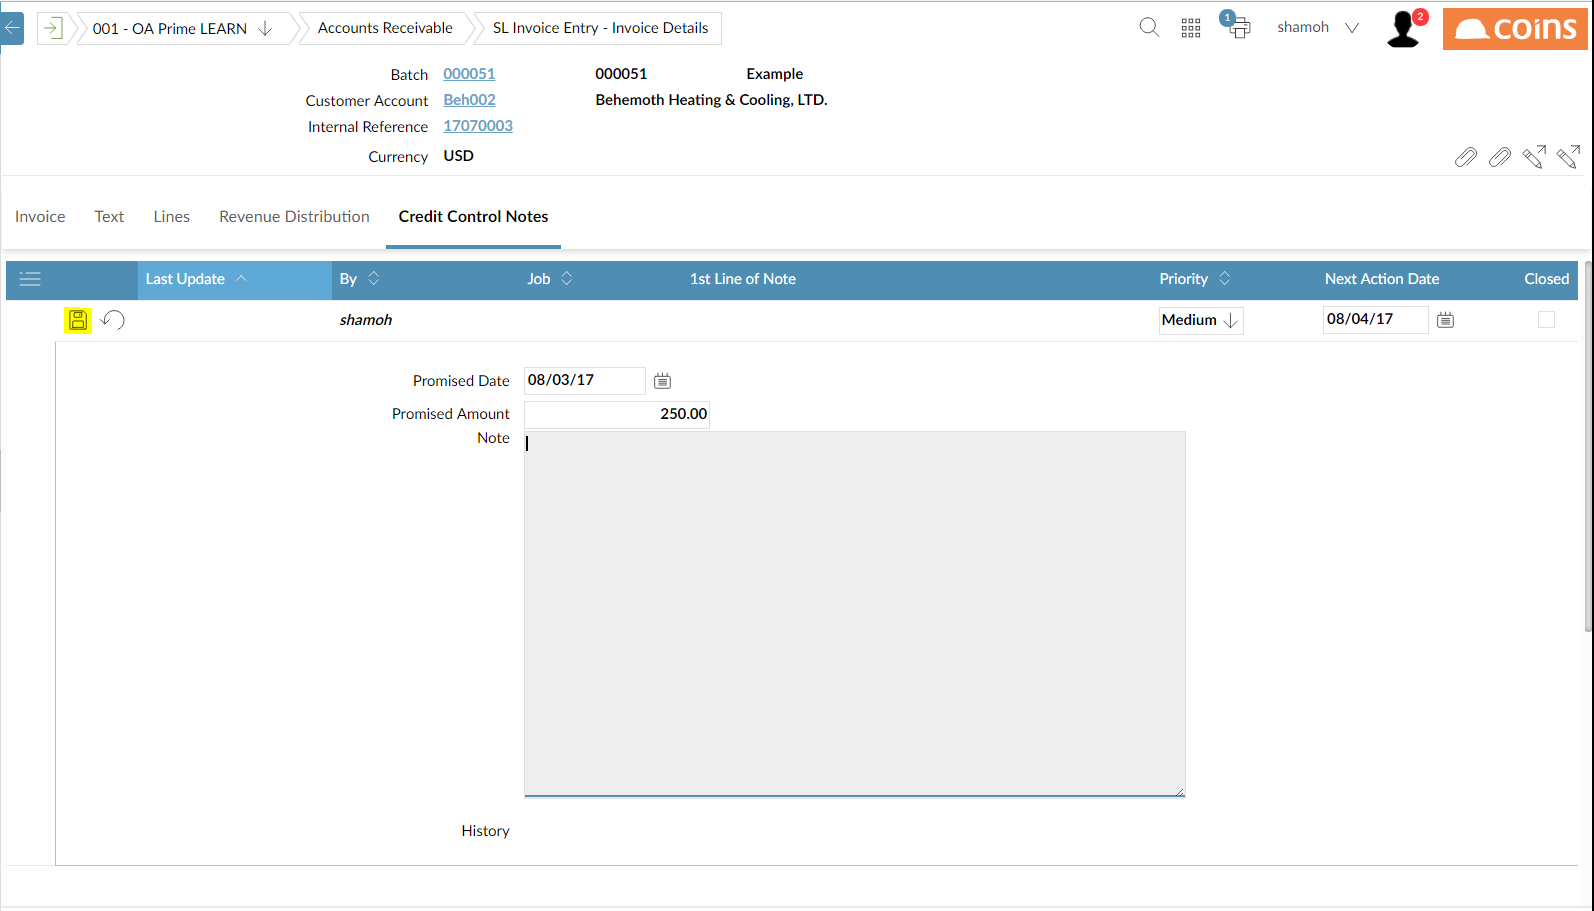 001 - OA Prime LEARN
Accounts Receivable
SL Invoice Entry - Invoice Details
1
shamoh
2
coins
Batch 000051 000051 Example
Customer Account Beh002 Behemoth Heating & Cooling, LTD.
Internal Reference 17070003
Currency USD
Invoice Text Lines Revenue Distribution Credit Control Notes
Last Update By Job 1st Line of Note Priority Next Action Date Closed
shamoh Medium 08/04/17
Promised Date 08/03/17
Promised Amount 250.00
Note
History